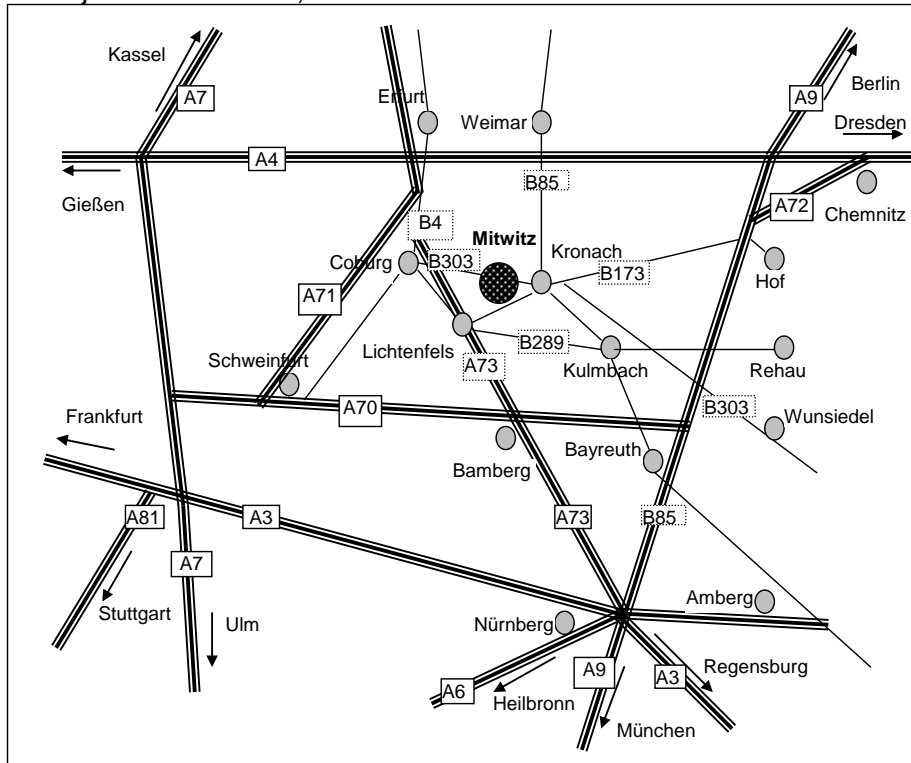 Kassel
A7
Erfurt
Weimar
A9
Berlin
Dresden
A4
Gießen
B85
A72
Chemnitz
B4
Mitwitz
Kronach
Coburg
B303
B173
Hof
A71
Lichtenfels
B289
Schweinfurt
A73
Kulmbach
Rehau
A70
B303
Wunsiedel
Frankfurt
Bamberg
Bayreuth
A81
A3
A73
B85
A7
Stuttgart
Ulm
Nürnberg
Amberg
A6
Heilbronn
A9
A3
Regensburg
München